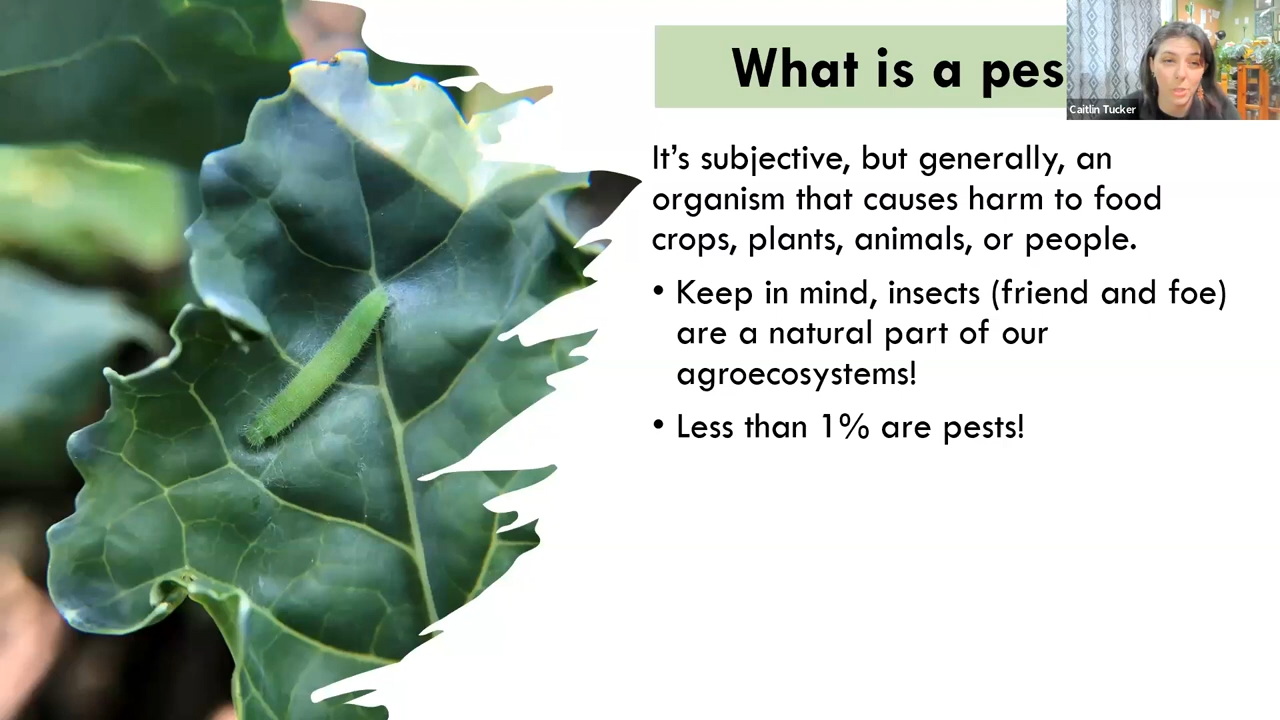 What is a pes
Caitlin Tucker
It's subjective, but generally, an
organism that causes harm to food
crops, plants, animals, or people.
• Keep in mind, insects (friend and foe)
are a natural part of our
agroecosystems!
• Less than 1% are pests!